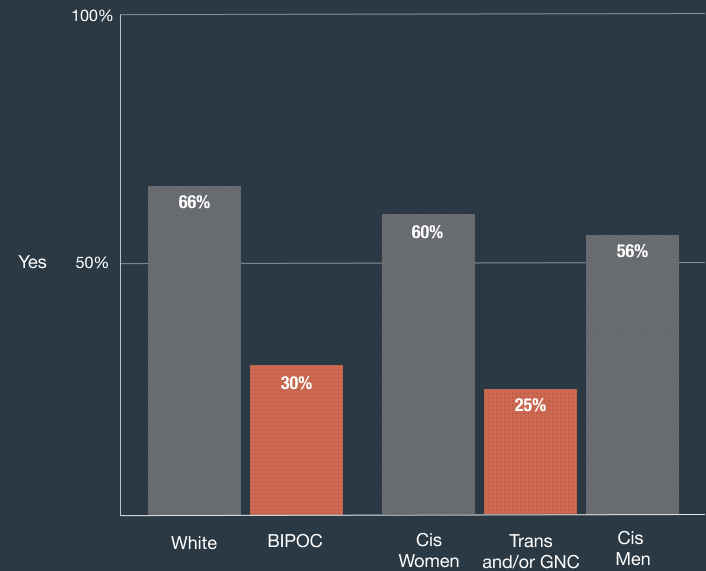 100%
66%
60%
56%
Yes
50%
30%
25%
White
BIPOC
Cis
Women
Trans
and/or GNC
Cis
Men